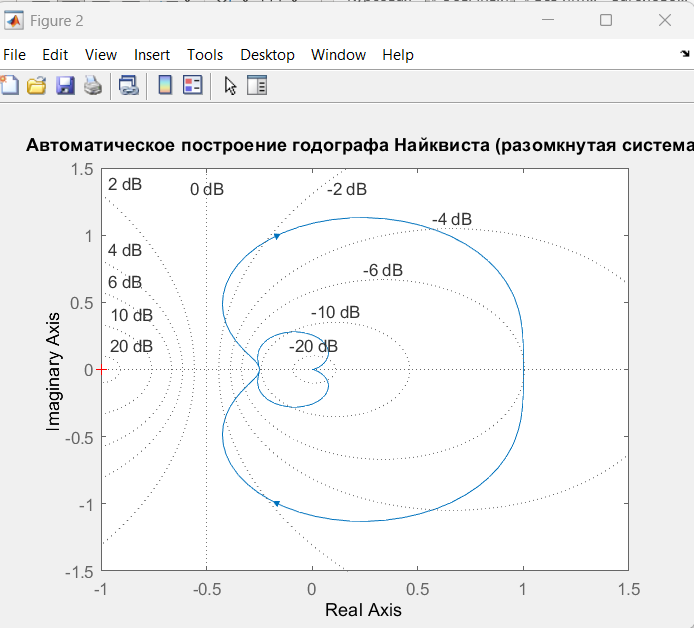 Figure 2
File Edit View Insert Tools Desktop Window Help
Автоматическое построение годографа Найквиста (разомкнутая система
1.5
2 dB
0 dB
-2 dB
-4 dB
1
4 dB
6 dB
-6 dB
0.5
10 dB
-10 dB
20 dB
-20 dB
0
Imaginary Axis
-0.5
-1
-1.5
-1 -0.5 0 0.5 1 1.5
Real Axis